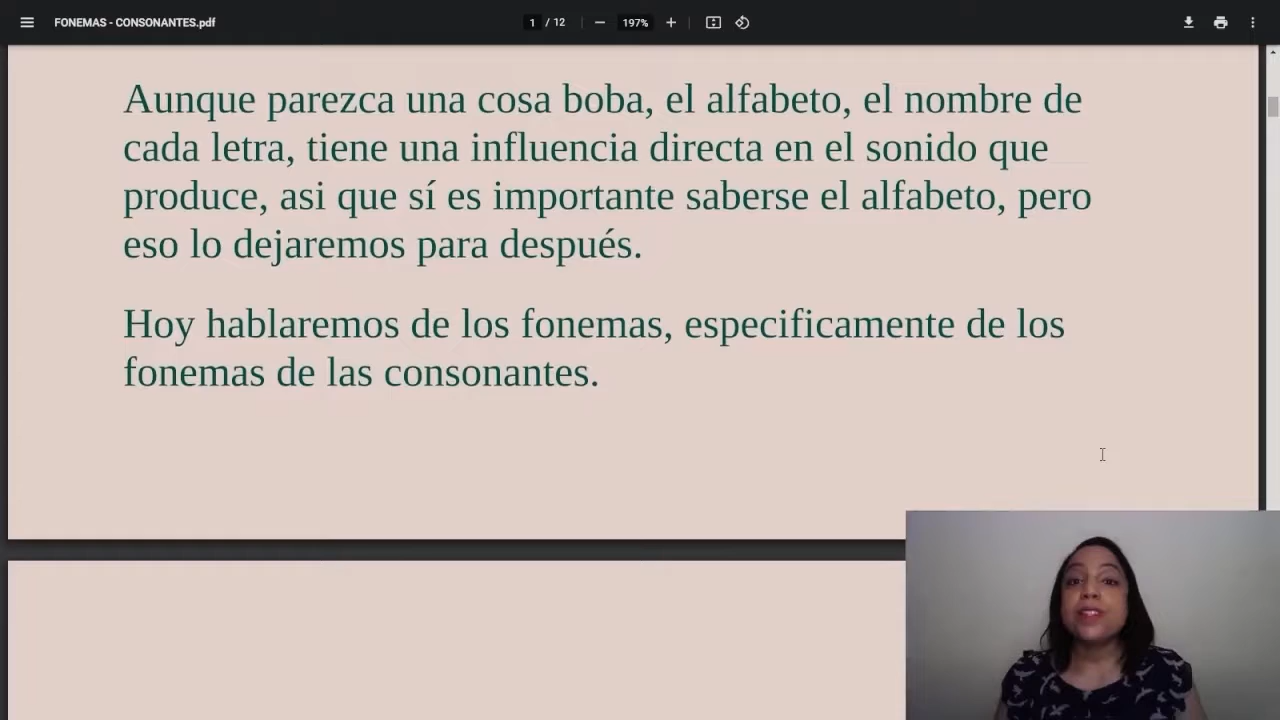 FONEMAS - CONSONANTES.pdf
1 / 12
197%
Aunque parezca una cosa boba, el alfabeto, el nombre de
cada letra, tiene una influencia directa en el sonido que
produce, asi que sí es importante saberse el alfabeto, pero
eso lo dejaremos para después.
Hoy hablaremos de los fonemas, especificamente de los
fonemas de las consonantes.